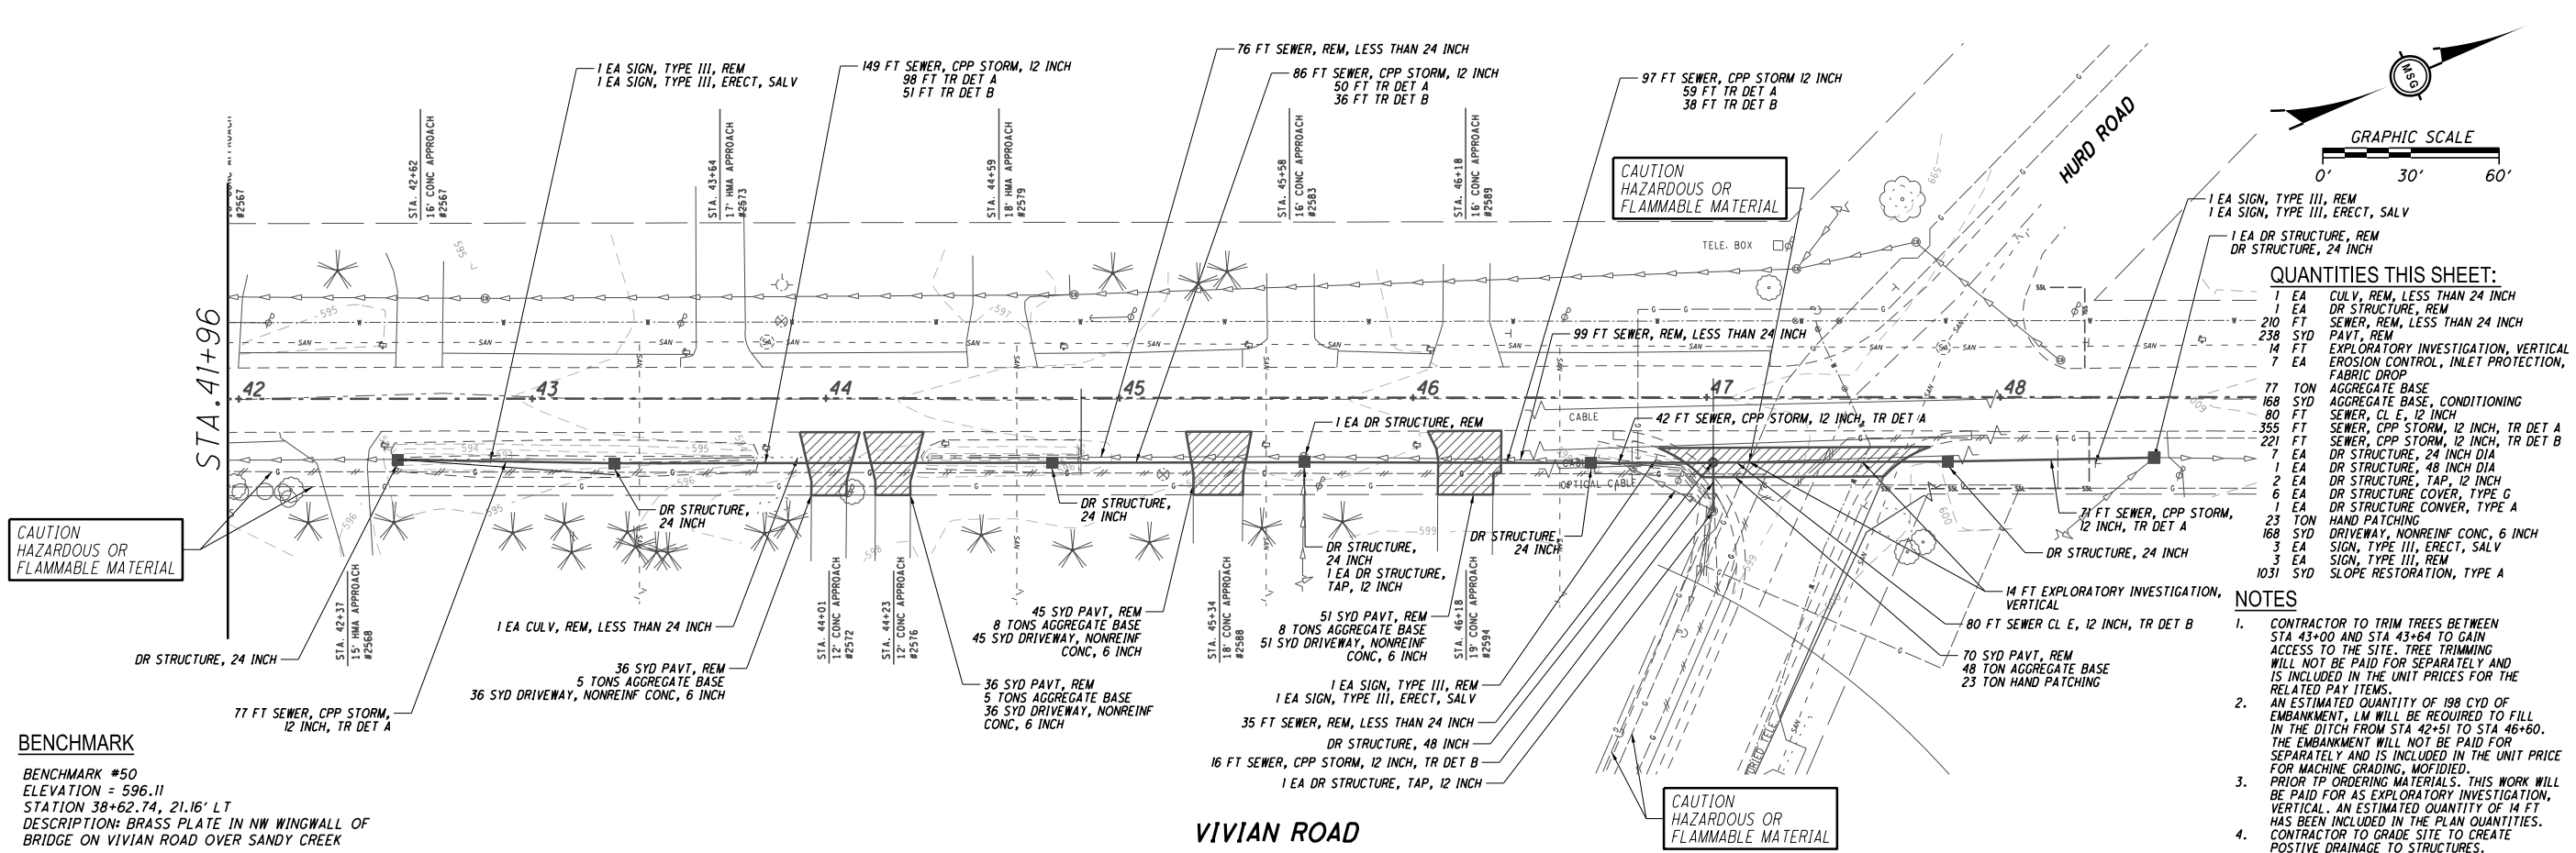 1 EA SIGN, TYPE III, REM
1 EA SIGN, TYPE III, ERECT, SALV
149 FT SEWER, CPP STORM, 12 INCH
98 FT TR DET A
51 FT TR DET B
76 FT SEWER, REM, LESS THAN 24 INCH
86 FT SEWER, CPP STORM, 12 INCH
50 FT TR DET A
36 FT TR DET B
97 FT SEWER, CPP STORM 12 INCH
59 FT TR DET A
38 FT TR DET B
MSG
GRAPHIC SCALE
0' 30' 60'
HURD ROAD
CAUTION
HAZARDOUS OR
FLAMMABLE MATERIAL
1 EA SIGN, TYPE III, REM
1 EA SIGN, TYPE III, ERECT, SALV
1 EA DR STRUCTURE, REM
DR STRUCTURE, 24 INCH
#2567
STA. 42+62
16' CONC APPROACH
#2567
STA. 43+64
17' HMA APPROACH
#2573
STA. 44+59
18' HMA APPROACH
#2579
STA. 45+58
16' CONC APPROACH
#2583
STA. 46+18
16' CONC APPROACH
#2589
TELE. BOX
STA. 41+96
42 43 44 45 46 47 48
99 FT SEWER, REM, LESS THAN 24 INCH
CABLE
42 FT SEWER, CPP STORM, 12 INCH, TR DET A
1 EA DR STRUCTURE, REM
OPTICAL CABLE
DR STRUCTURE,
24 INCH
DR STRUCTURE,
24 INCH
DR STRUCTURE,
24 INCH
1 EA DR STRUCTURE,
TAP, 12 INCH
DR STRUCTURE,
24 INCH
71 FT SEWER, CPP STORM,
12 INCH, TR DET A
DR STRUCTURE, 24 INCH
14 FT EXPLORATORY INVESTIGATION,
VERTICAL
80 FT SEWER CL E, 12 INCH, TR DET B
70 SYD PAVT, REM
48 TON AGGREGATE BASE
23 TON HAND PATCHING
CAUTION
HAZARDOUS OR
FLAMMABLE MATERIAL
STA. 42+37
15' HMA APPROACH
#2568
STA. 44+01
12' CONC APPROACH
#2572
STA. 44+23
12' CONC APPROACH
#2576
STA. 45+34
18' CONC APPROACH
#2588
STA. 46+18
19' CONC APPROACH
#2594
DR STRUCTURE, 24 INCH
77 FT SEWER, CPP STORM,
12 INCH, TR DET A
1 EA CULV, REM, LESS THAN 24 INCH
36 SYD PAVT, REM
5 TONS AGGREGATE BASE
36 SYD DRIVEWAY, NONREINF CONC, 6 INCH
36 SYD PAVT, REM
5 TONS AGGREGATE BASE
36 SYD DRIVEWAY, NONREINF
CONC, 6 INCH
45 SYD PAVT, REM
8 TONS AGGREGATE BASE
45 SYD DRIVEWAY, NONREINF
CONC, 6 INCH
51 SYD PAVT, REM
8 TONS AGGREGATE BASE
51 SYD DRIVEWAY, NONREINF
CONC, 6 INCH
1 EA SIGN, TYPE III, REM
1 EA SIGN, TYPE III, ERECT, SALV
35 FT SEWER, REM, LESS THAN 24 INCH
DR STRUCTURE, 48 INCH
16 FT SEWER, CPP STORM, 12 INCH, TR DET B
1 EA DR STRUCTURE, TAP, 12 INCH
CAUTION
HAZARDOUS OR
FLAMMABLE MATERIAL
VIVIAN ROAD
BENCHMARK
BENCHMARK #50
ELEVATION = 596.11
STATION 38+62.74, 21.16' LT
DESCRIPTION: BRASS PLATE IN NW WINGWALL OF
BRIDGE ON VIVIAN ROAD OVER SANDY CREEK
QUANTITIES THIS SHEET:
1 EA CULV, REM, LESS THAN 24 INCH
1 EA DR STRUCTURE, REM
210 FT SEWER, REM, LESS THAN 24 INCH
238 SYD PAVT, REM
14 FT EXPLORATORY INVESTIGATION, VERTICAL
7 EA EROSION CONTROL, INLET PROTECTION,
FABRIC DROP
77 TON AGGREGATE BASE
168 SYD AGGREGATE BASE, CONDITIONING
80 FT SEWER, CL E, 12 INCH
355 FT SEWER, CPP STORM, 12 INCH, TR DET A
221 FT SEWER, CPP STORM, 12 INCH, TR DET B
7 EA DR STRUCTURE, 24 INCH DIA
1 EA DR STRUCTURE, 48 INCH DIA
2 EA DR STRUCTURE, TAP, 12 INCH
6 EA DR STRUCTURE COVER, TYPE G
1 EA DR STRUCTURE CONVER, TYPE A
23 TON HAND PATCHING
168 SYD DRIVEWAY, NONREINF CONC, 6 INCH
3 EA SIGN, TYPE III, ERECT, SALV
3 EA SIGN, TYPE III, REM
1031 SYD SLOPE RESTORATION, TYPE A
NOTES
1. CONTRACTOR TO TRIM TREES BETWEEN
STA 43+00 AND STA 43+64 TO GAIN
ACCESS TO THE SITE. TREE TRIMMING
WILL NOT BE PAID FOR SEPARATELY AND
IS INCLUDED IN THE UNIT PRICES FOR THE
RELATED PAY ITEMS.
2. AN ESTIMATED QUANTITY OF 198 CYD OF
EMBANKMENT, LM WILL BE REQUIRED TO FILL
IN THE DITCH FROM STA 42+51 TO STA 46+60.
THE EMBANKMENT WILL NOT BE PAID FOR
SEPARATELY AND IS INCLUDED IN THE UNIT PRICE
FOR MACHINE GRADING, MOFIDIED.
3. PRIOR TP ORDERING MATERIALS. THIS WORK WILL
BE PAID FOR AS EXPLORATORY INVESTIGATION,
VERTICAL. AN ESTIMATED QUANTITY OF 14 FT
HAS BEEN INCLUDED IN THE PLAN QUANTITIES.
4. CONTRACTOR TO GRADE SITE TO CREATE
POSTIVE DRAINAGE TO STRUCTURES.